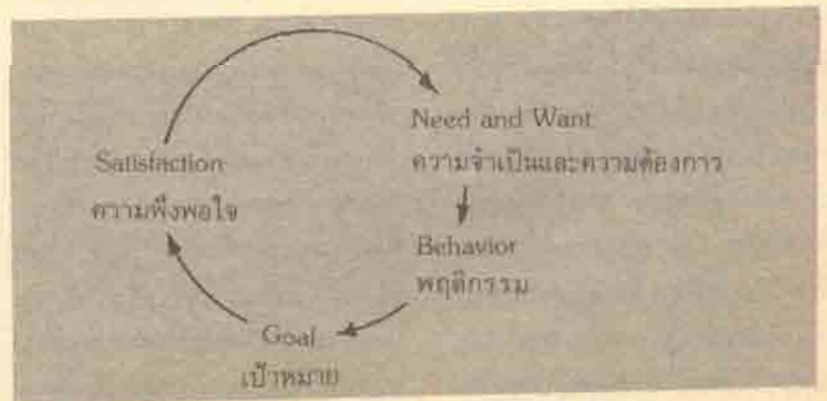 Need and Want
ความจำเป็นและความต้องการ
Behavior
พฤติกรรม
Goal
เป้าหมาย
Satisfaction
ความพึงพอใจ